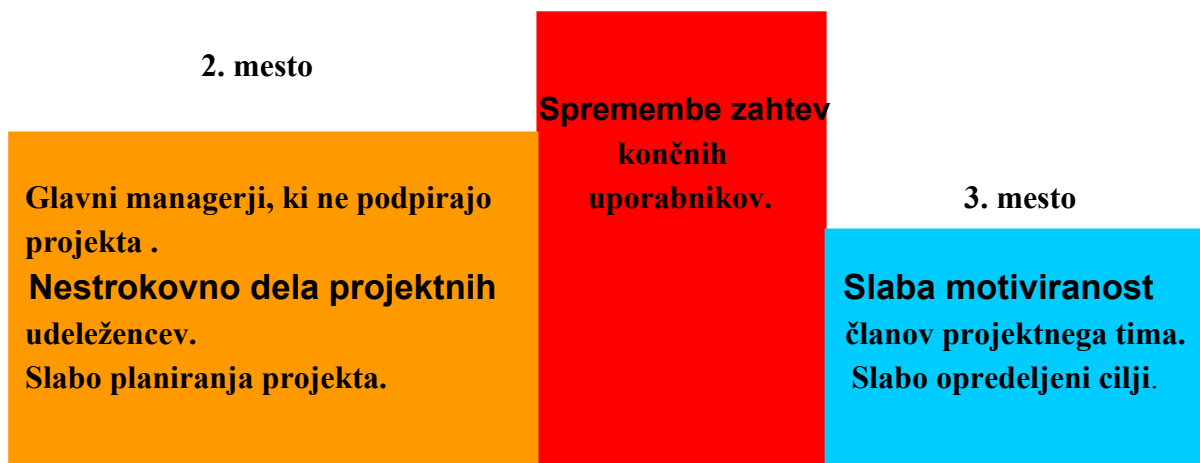 2. mesto
Glavni managerji, ki ne podpirajo
projekta .
Nestrokovno dela projektnih
udeležencev.
Slabo planiranja projekta.
Spremembe zahtev
končnih
uporabnikov.
3. mesto
Slaba motiviranost
članov projektnega tima.
Slabo opredeljeni cilji.